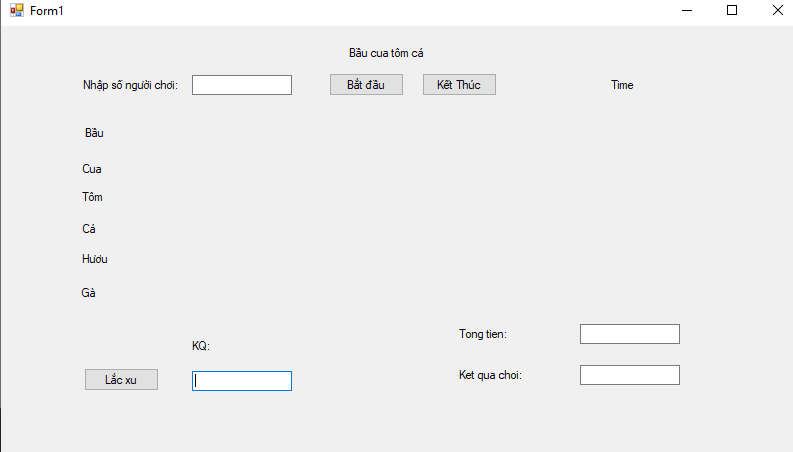 Form1
Bầu cua tôm cá
Nhập số người chơi: Bắt đầu Kết Thúc Time
Bầu
Cua
Tôm
Cá
Hươu
Gà
Tong tien:
KQ:
Lắc xu
Ket qua choi: